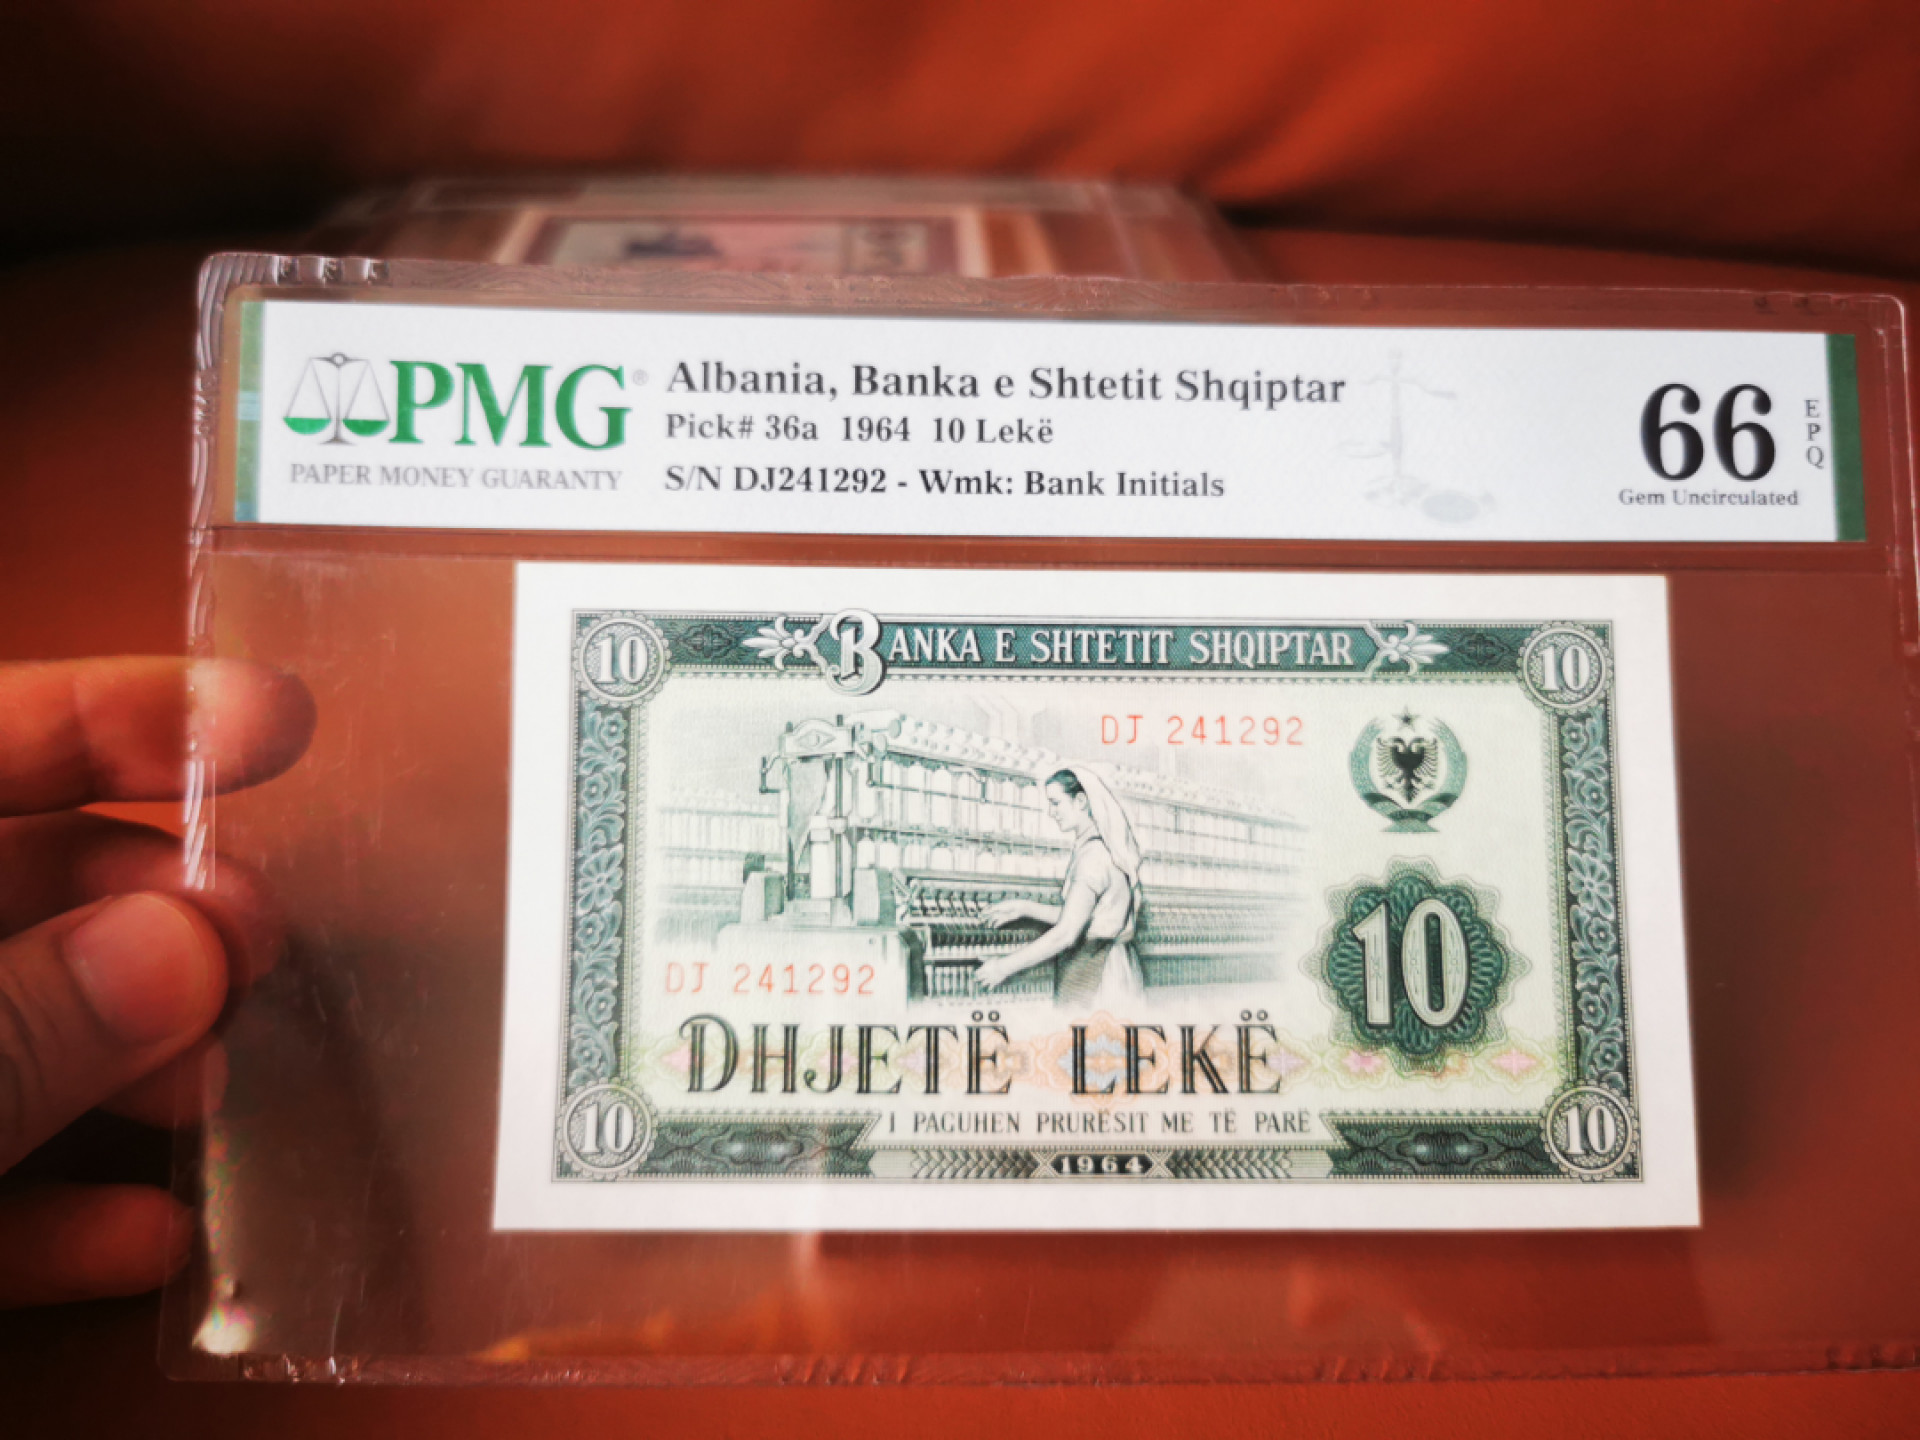 PMG®
PAPER MONEY GUARANTY
Albania, Banka e Shtetit Shqiptar
Pick# 36a 1964 10 Lekë
S/N DJ241292 - Wmk: Bank Initials
66
EPQ
Gem Uncirculated
10
BANKA E SHTETIT SHQIPTAR
10
DJ 241292
10
DJ 241292
DHJETË LEKË
10
I PAGUHEN PRURËSIT ME TË PARË
10
1964